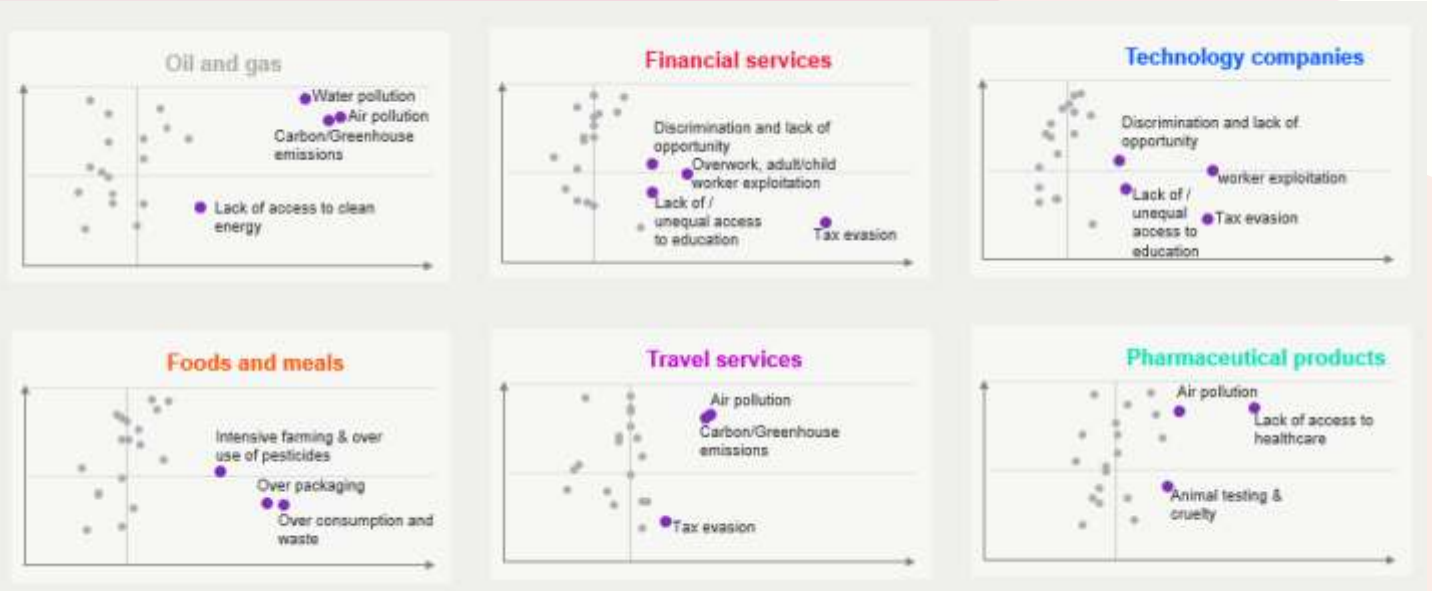 Oil and gas
Water pollution
Air pollution
Carbon/Greenhouse
emissions
Lack of access to clean
energy
Financial services
Discrimination and lack of
opportunity
Overwork, adult/child
worker exploitation
Lack of /
unequal access
to education
Tax evasion
Technology companies
Discrimination and lack of
opportunity
worker exploitation
Lack of /
unequal
access to
education
Tax evasion
Foods and meals
Intensive farming & over
use of pesticides
Over packaging
Over consumption and
waste
Travel services
Air pollution
Carbon/Greenhouse
emissions
Tax evasion
Pharmaceutical products
Air pollution
Lack of access to
healthcare
Animal testing &
cruelty